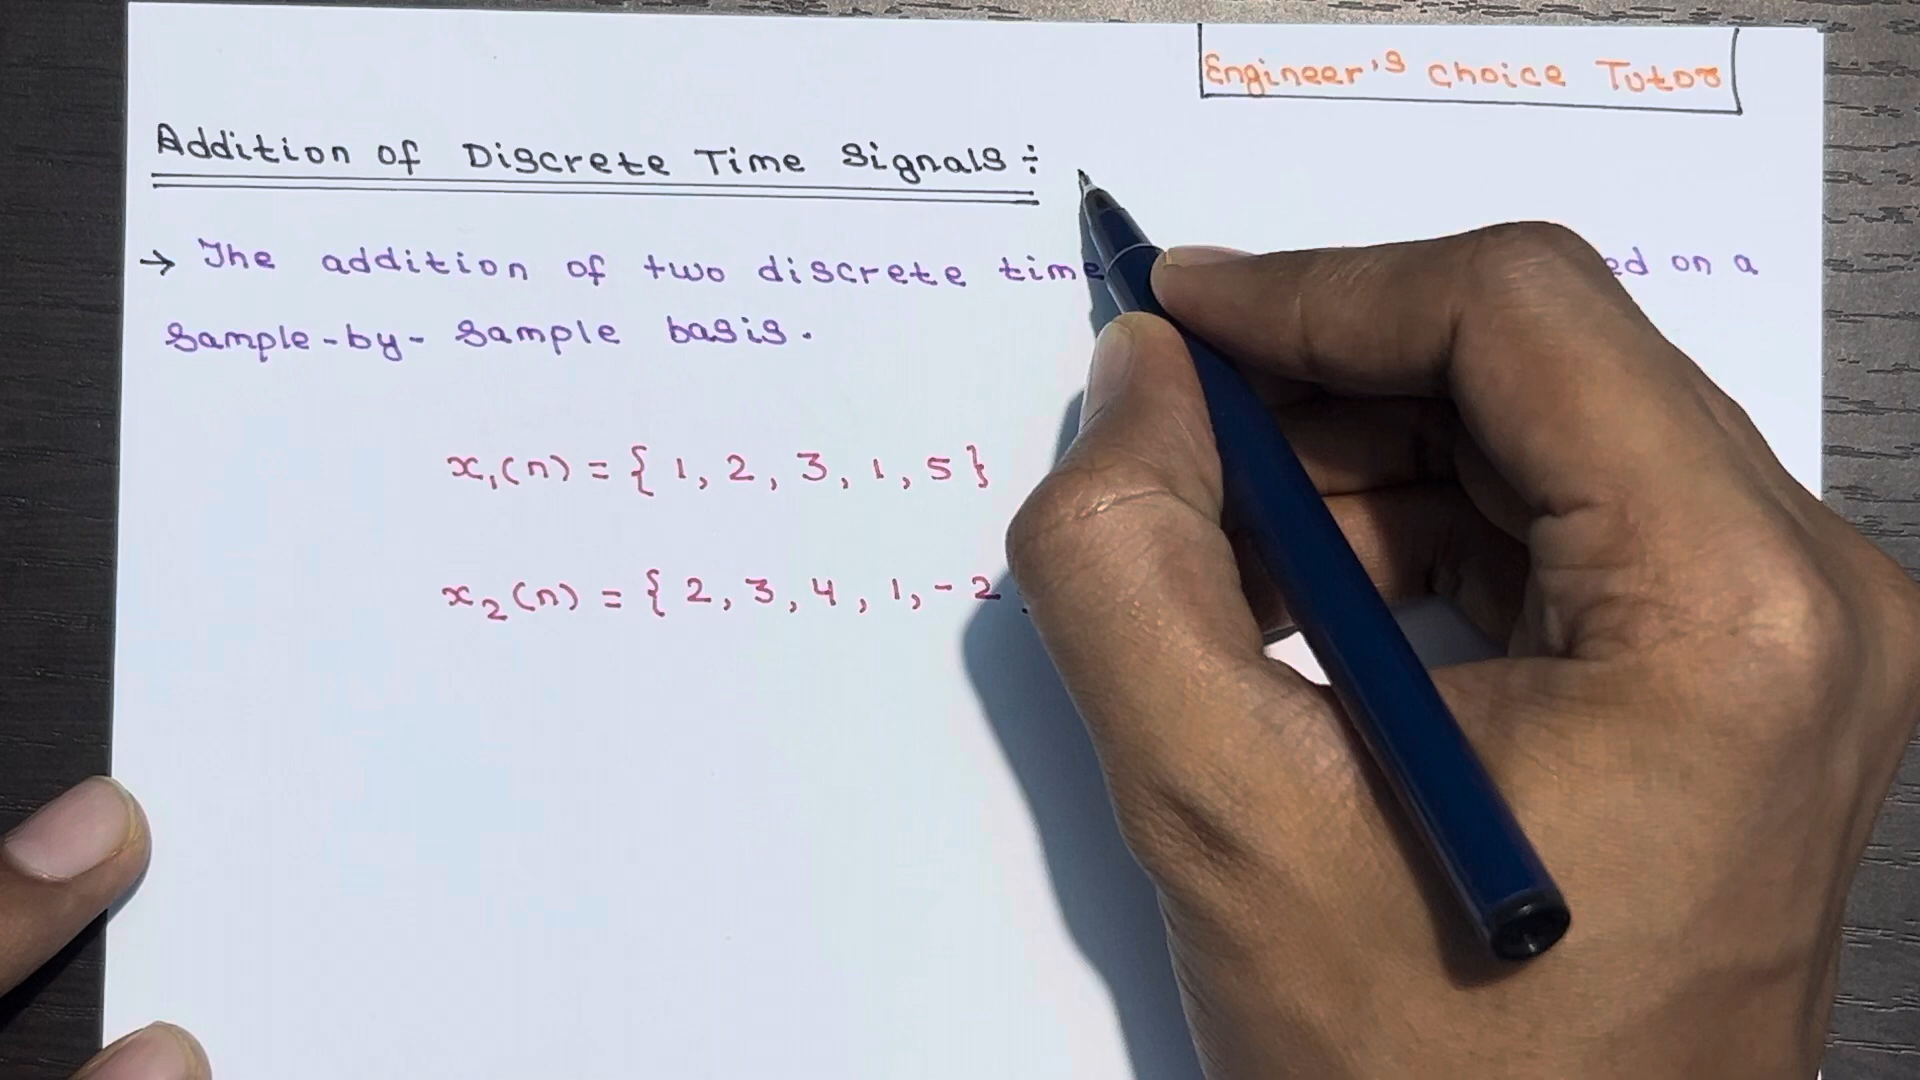 Engineer's Choice Tutor
Addition of Discrete Time Signals :
→ The addition of two discrete time on a
Sample-by-Sample basis.
x₁(n) = { 1, 2, 3, 1, 5 }
x₂(n) = { 2, 3, 4, 1, -2